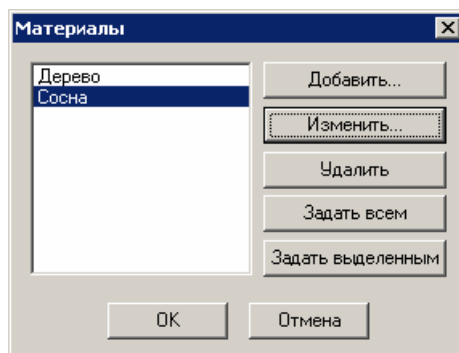 Материалы
Дерево
Сосна
Добавить...
Изменить...
Удалить
Задать всем
Задать выделенным
OK
Отмена